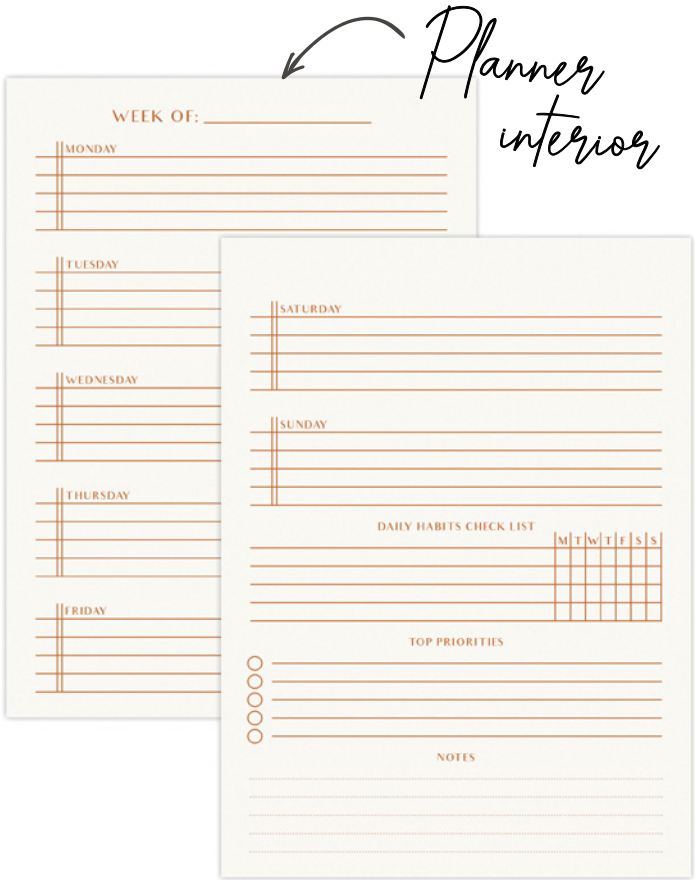 Planner
interior
WEEK OF:
MONDAY
TUESDAY
WEDNESDAY
THURSDAY
FRIDAY
SATURDAY
SUNDAY
DAILY HABITS CHECK LIST
M T W T F S S
TOP PRIORITIES
NOTES